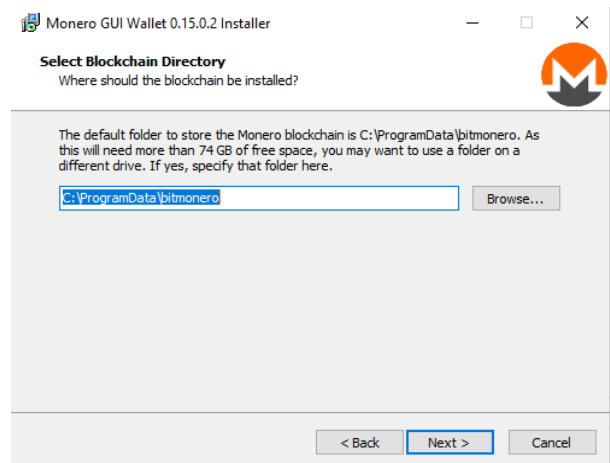 Monero GUI Wallet 0.15.0.2 Installer
Select Blockchain Directory
Where should the blockchain be installed?
The default folder to store the Monero blockchain is C:\ProgramData\bitmonero. As
this will need more than 74 GB of free space, you may want to use a folder on a
different drive. If yes, specify that folder here.
C:\ProgramData\bitmonero
Browse...
< Back
Next >
Cancel